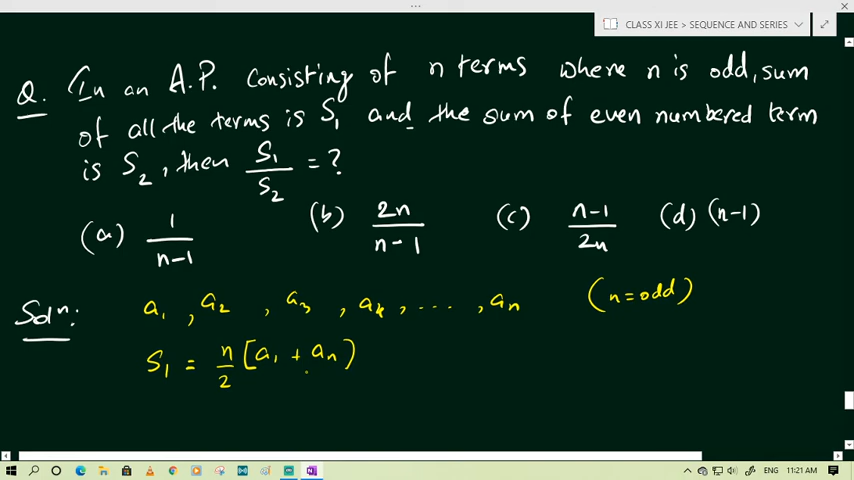 CLASS XI JEE > SEQUENCE AND SERIES
Q. In an A.P. Consisting of n terms where n is odd, sum
of all the terms is S₁ and the sum of even numbered term
is S₂, then S₁/S₂ = ?
(a) 1/(n-1) (b) 2n/(n-1) (c) (n-1)/2n (d) (n-1)
Solⁿ: a₁, a₂, a₃, a₄, ..., aₙ (n=odd)
S₁ = n/2 [a₁ + aₙ)
ENG 11:21 AM